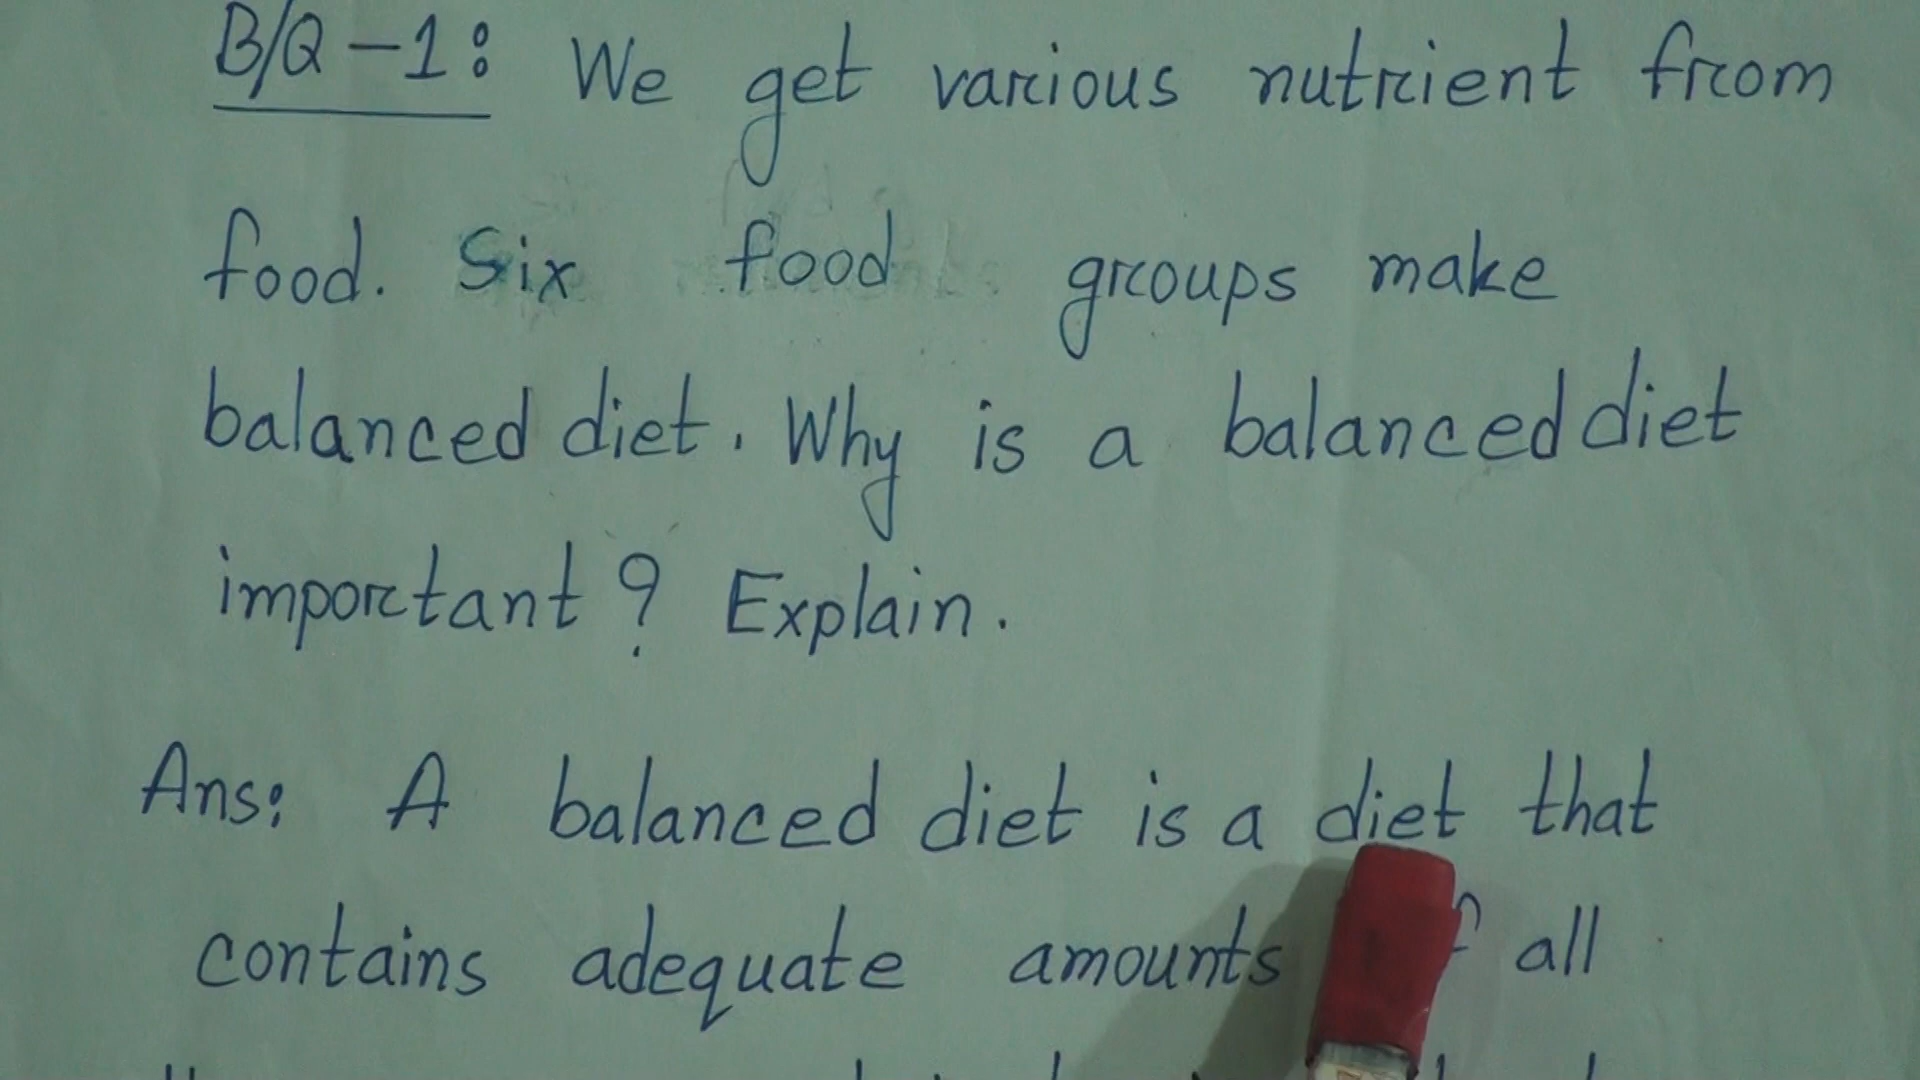 B/Q-1: We get various nutrient from
food. Six food groups make
balanced diet. Why is a balanced diet
important? Explain.
Ans: A balanced diet is a diet that
contains adequate amounts all